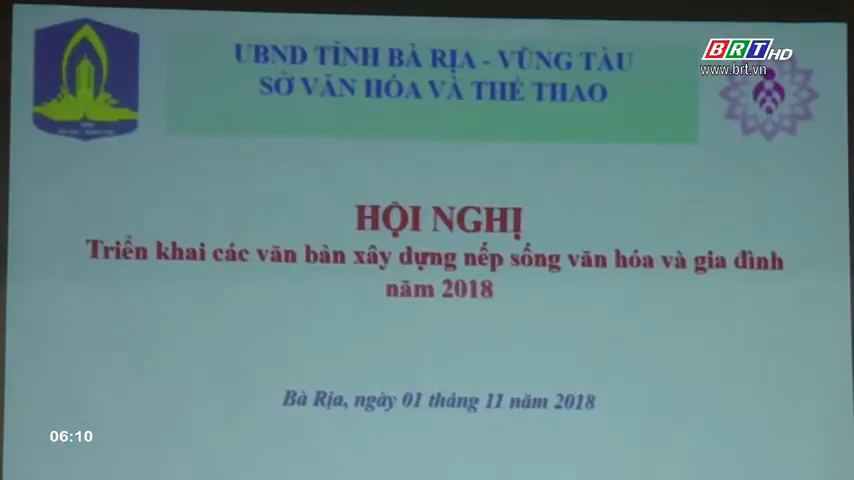 UBND TỈNH BÀ RỊA - VŨNG TÀU
SỞ VĂN HÓA VÀ THỂ THAO
BRT HD
www.brt.vn
HỘI NGHỊ
Triển khai các văn bản xây dựng nếp sống văn hóa và gia đình
năm 2018
Bà Rịa, ngày 01 tháng 11 năm 2018
06:10